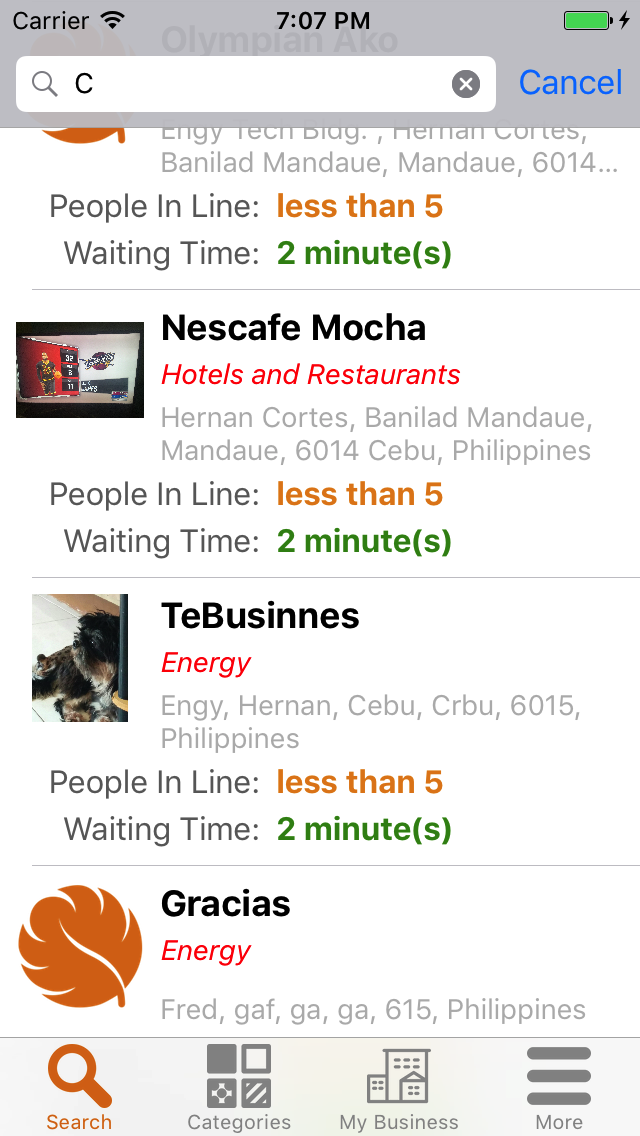 Carrier 7:07 PM
Olympian Ako
C Cancel
Engy Tech Bldg. , Hernan Cortes,
Banilad Mandaue, Mandaue, 6014...
People In Line: less than 5
Waiting Time: 2 minute(s)
Nescafe Mocha
Hotels and Restaurants
Hernan Cortes, Banilad Mandaue,
Mandaue, 6014 Cebu, Philippines
People In Line: less than 5
Waiting Time: 2 minute(s)
TeBusinnes
Energy
Engy, Hernan, Cebu, Crbu, 6015,
Philippines
People In Line: less than 5
Waiting Time: 2 minute(s)
Gracias
Energy
Fred, gaf, ga, ga, 615, Philippines
Search Categories My Business More